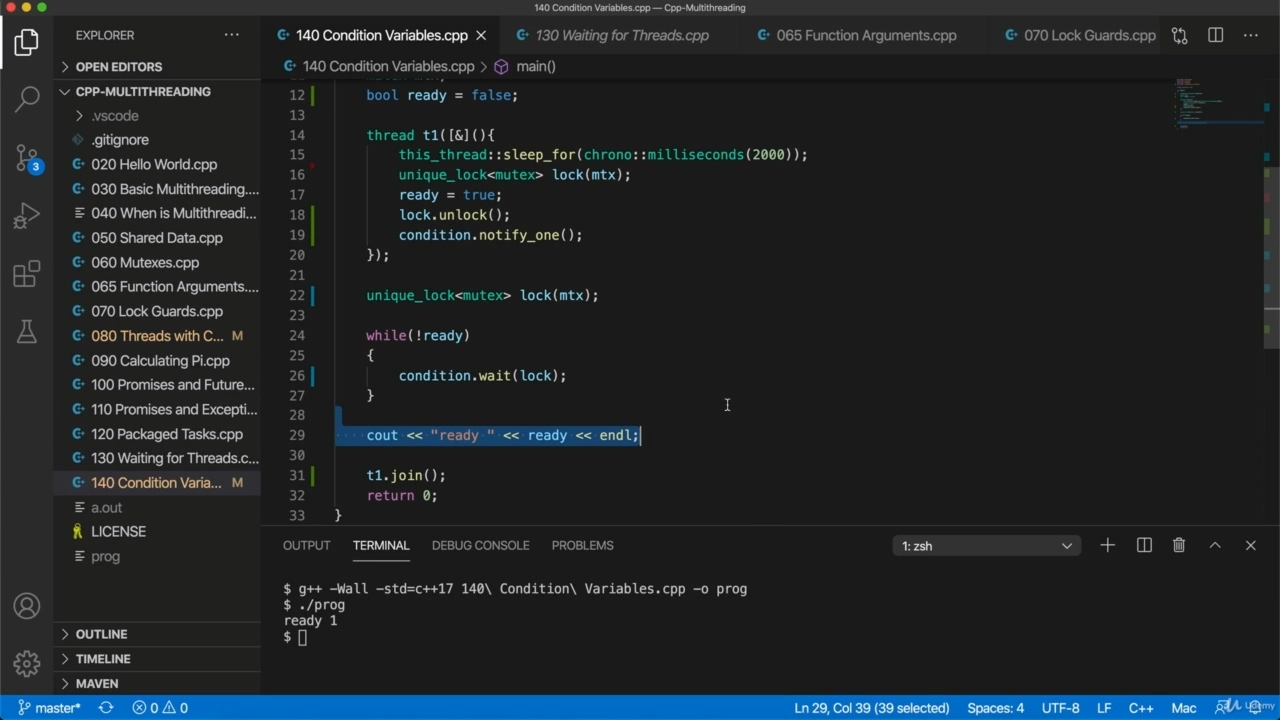 140 Condition Variables.cpp — Cpp-Multithreading
EXPLORER
OPEN EDITORS
CPP-MULTITHREADING
.vscode
.gitignore
020 Hello World.cpp
030 Basic Multithreading....
040 When is Multithreadi...
050 Shared Data.cpp
060 Mutexes.cpp
065 Function Arguments....
070 Lock Guards.cpp
080 Threads with C... M
090 Calculating Pi.cpp
100 Promises and Future...
110 Promises and Excepti...
120 Packaged Tasks.cpp
130 Waiting for Threads.c...
140 Condition Varia... M
a.out
LICENSE
prog
OUTLINE
TIMELINE
MAVEN
3
140 Condition Variables.cpp
130 Waiting for Threads.cpp
065 Function Arguments.cpp
070 Lock Guards.cpp
140 Condition Variables.cpp > main()
12 bool ready = false;
13
14 thread t1([&](){
15 this_thread::sleep_for(chrono::milliseconds(2000));
16 unique_lock<mutex> lock(mtx);
17 ready = true;
18 lock.unlock();
19 condition.notify_one();
20 });
21
22 unique_lock<mutex> lock(mtx);
23
24 while(!ready)
25 {
26 condition.wait(lock);
27 }
28
29 cout << "ready " << ready << endl;
30
31 t1.join();
32 return 0;
33 }
OUTPUT TERMINAL DEBUG CONSOLE PROBLEMS 1: zsh
$ g++ -Wall -std=c++17 140\ Condition\ Variables.cpp -o prog
$ ./prog
ready 1
$
master* 0 0 Ln 29, Col 39 (39 selected) Spaces: 4 UTF-8 LF C++ Mac
Udemy